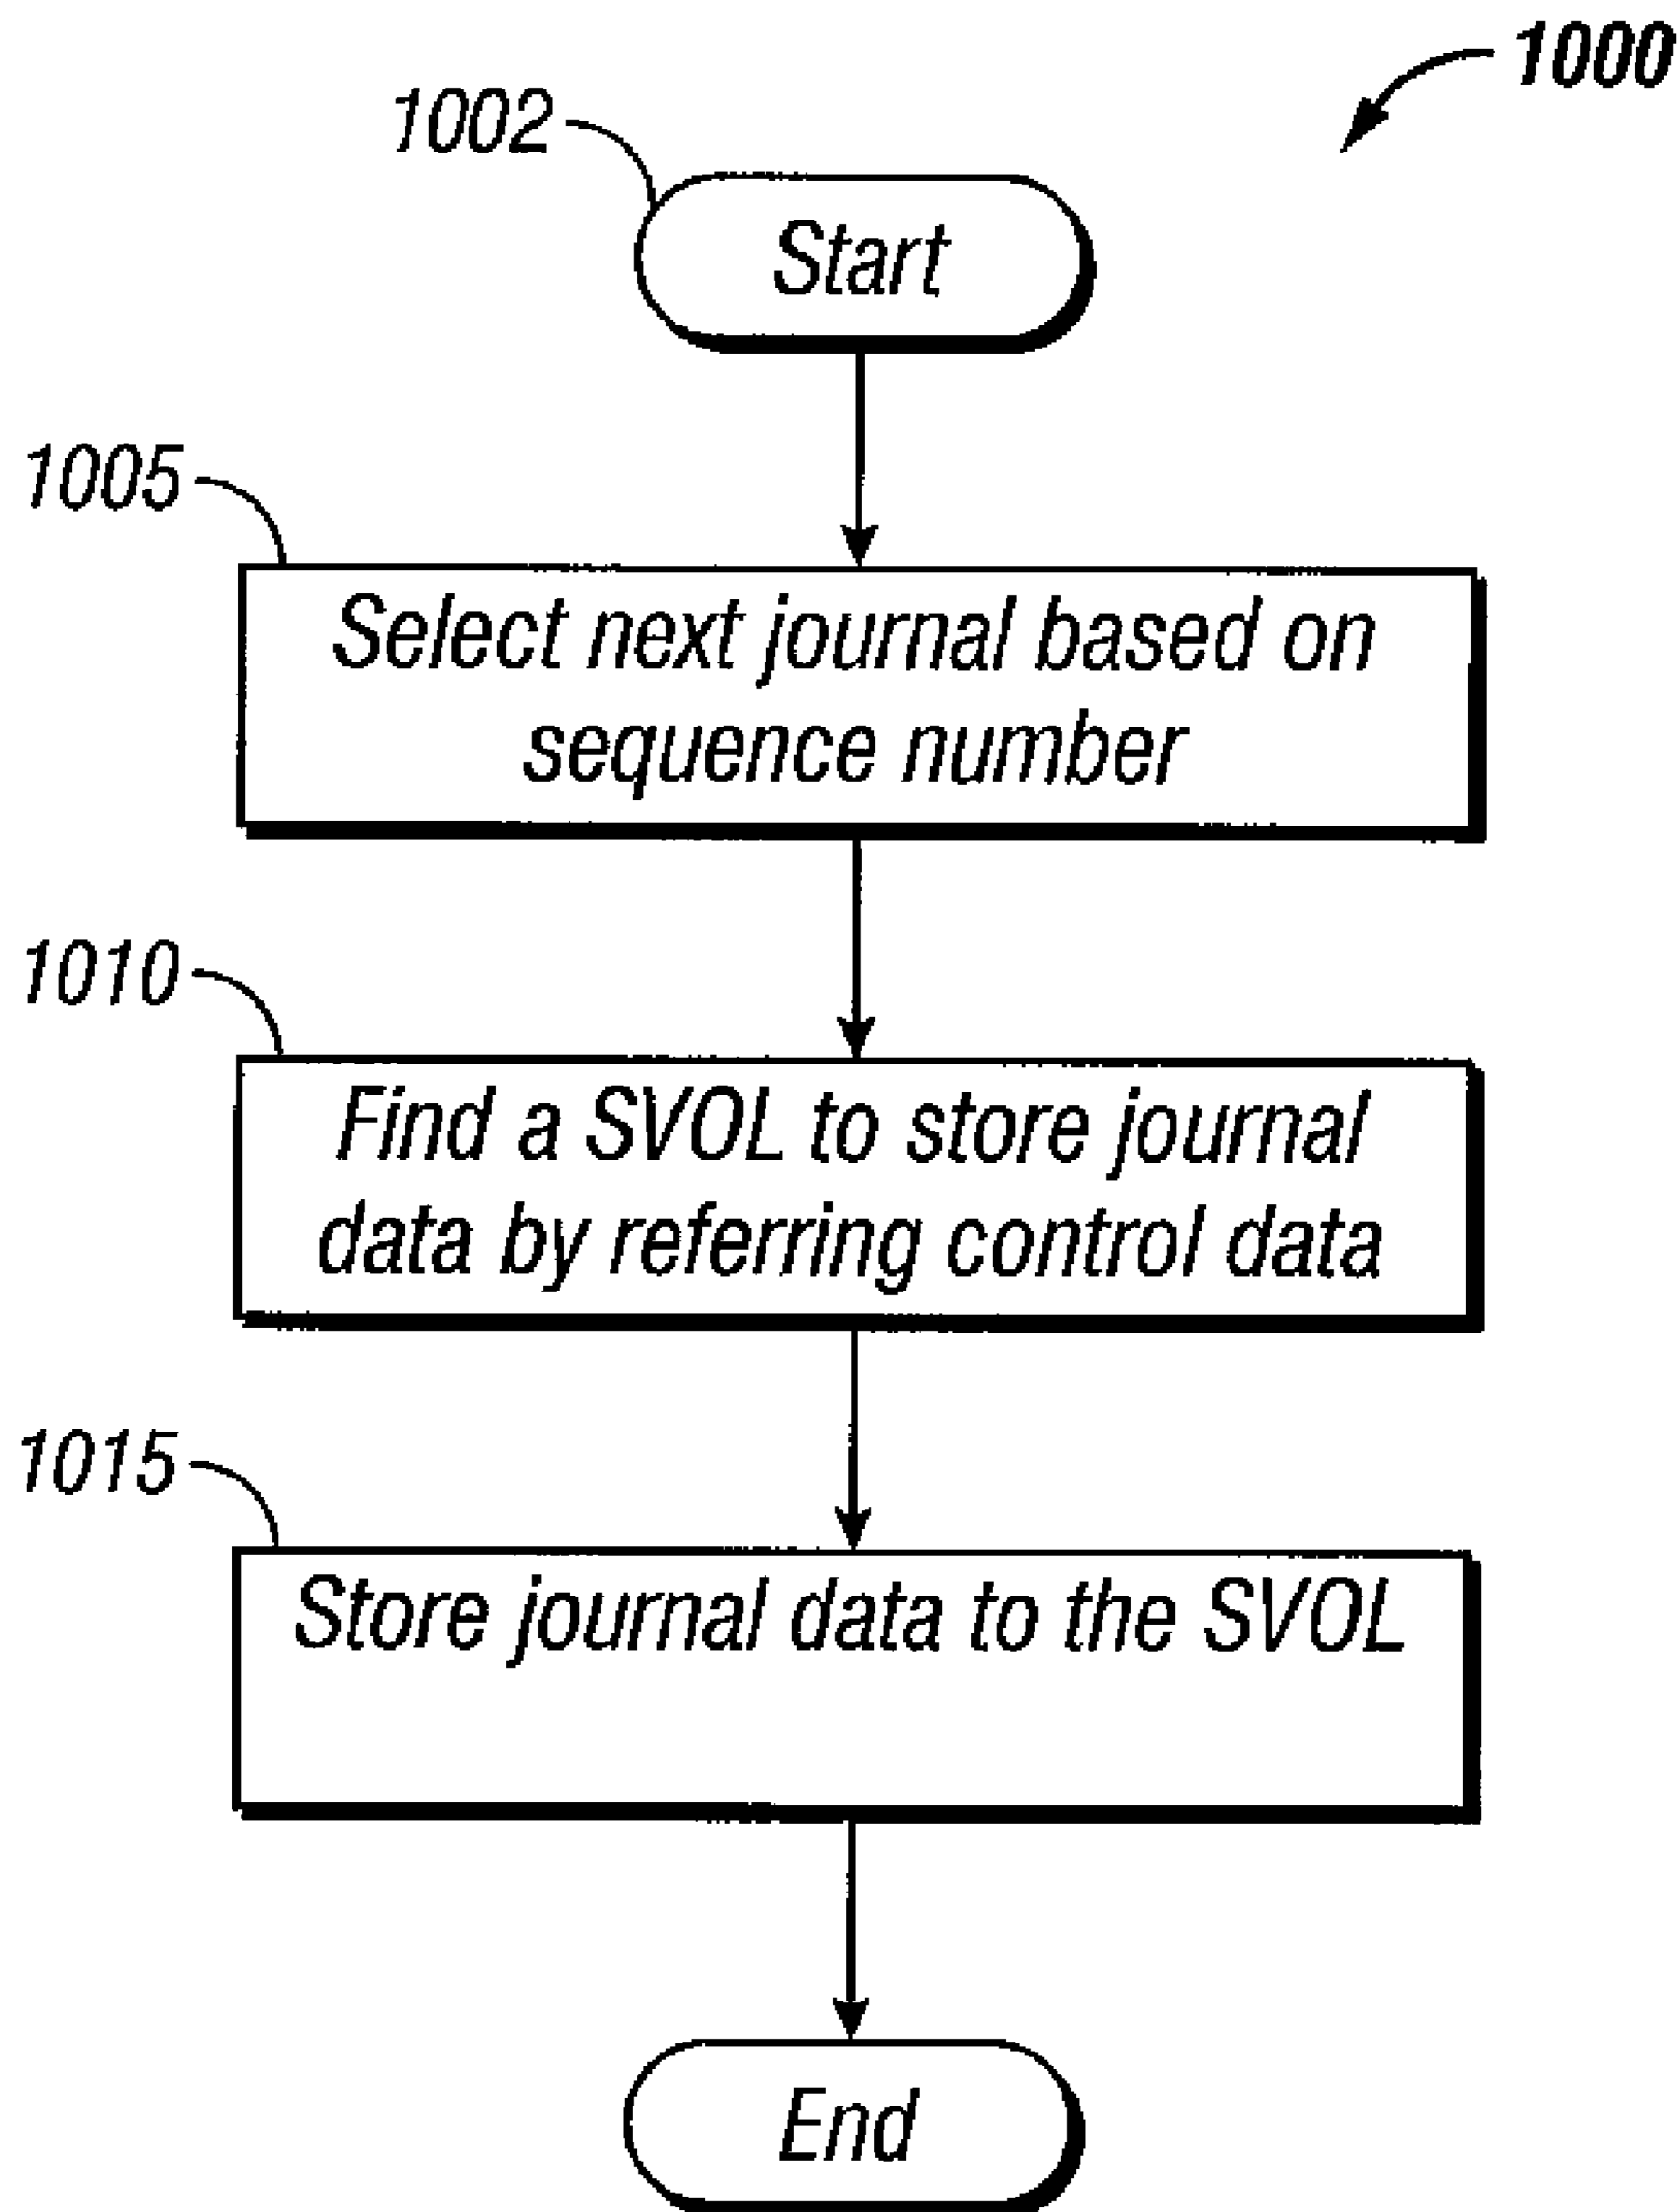 1000
1002
Start
1005
Select next journal based on
sequence number
1010
Find a SVOL to store journal
data by referring control data
1015
Store journal data to the SVOL
End